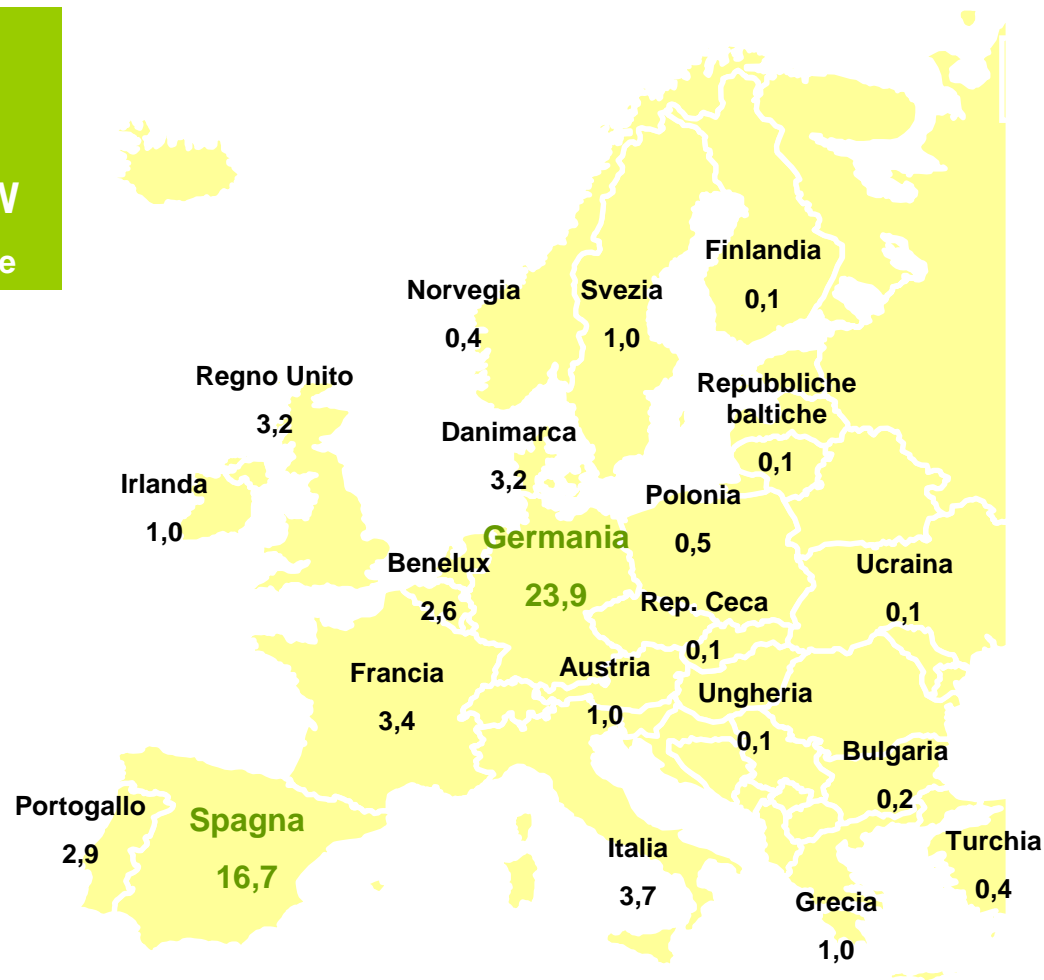 W
e
Finlandia
0,1
Norvegia
0,4
Svezia
1,0
Regno Unito
3,2
Repubbliche
baltiche
0,1
Danimarca
3,2
Irlanda
1,0
Polonia
0,5
Germania
23,9
Benelux
2,6
Ucraina
0,1
Rep. Ceca
0,1
Francia
3,4
Austria
1,0
Ungheria
0,1
Bulgaria
0,2
Portogallo
2,9
Spagna
16,7
Italia
3,7
Turchia
0,4
Grecia
1,0